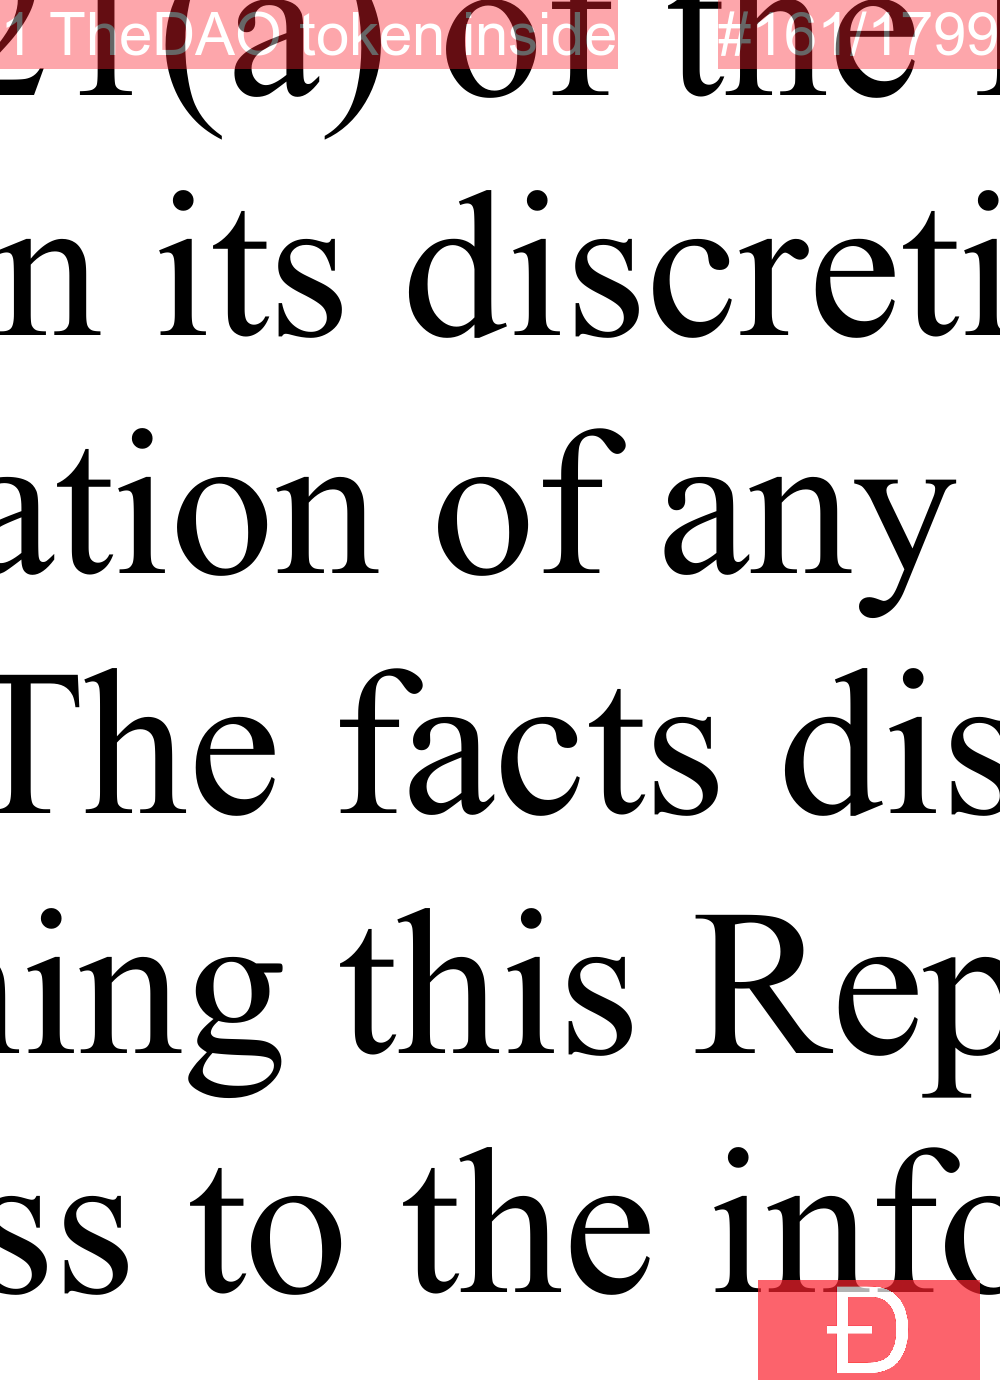 1 TheDAO token inside #161/1799
21(a) of the
n its discreti
ation of any
The facts dis
ning this Rep
ss to the info
Ð